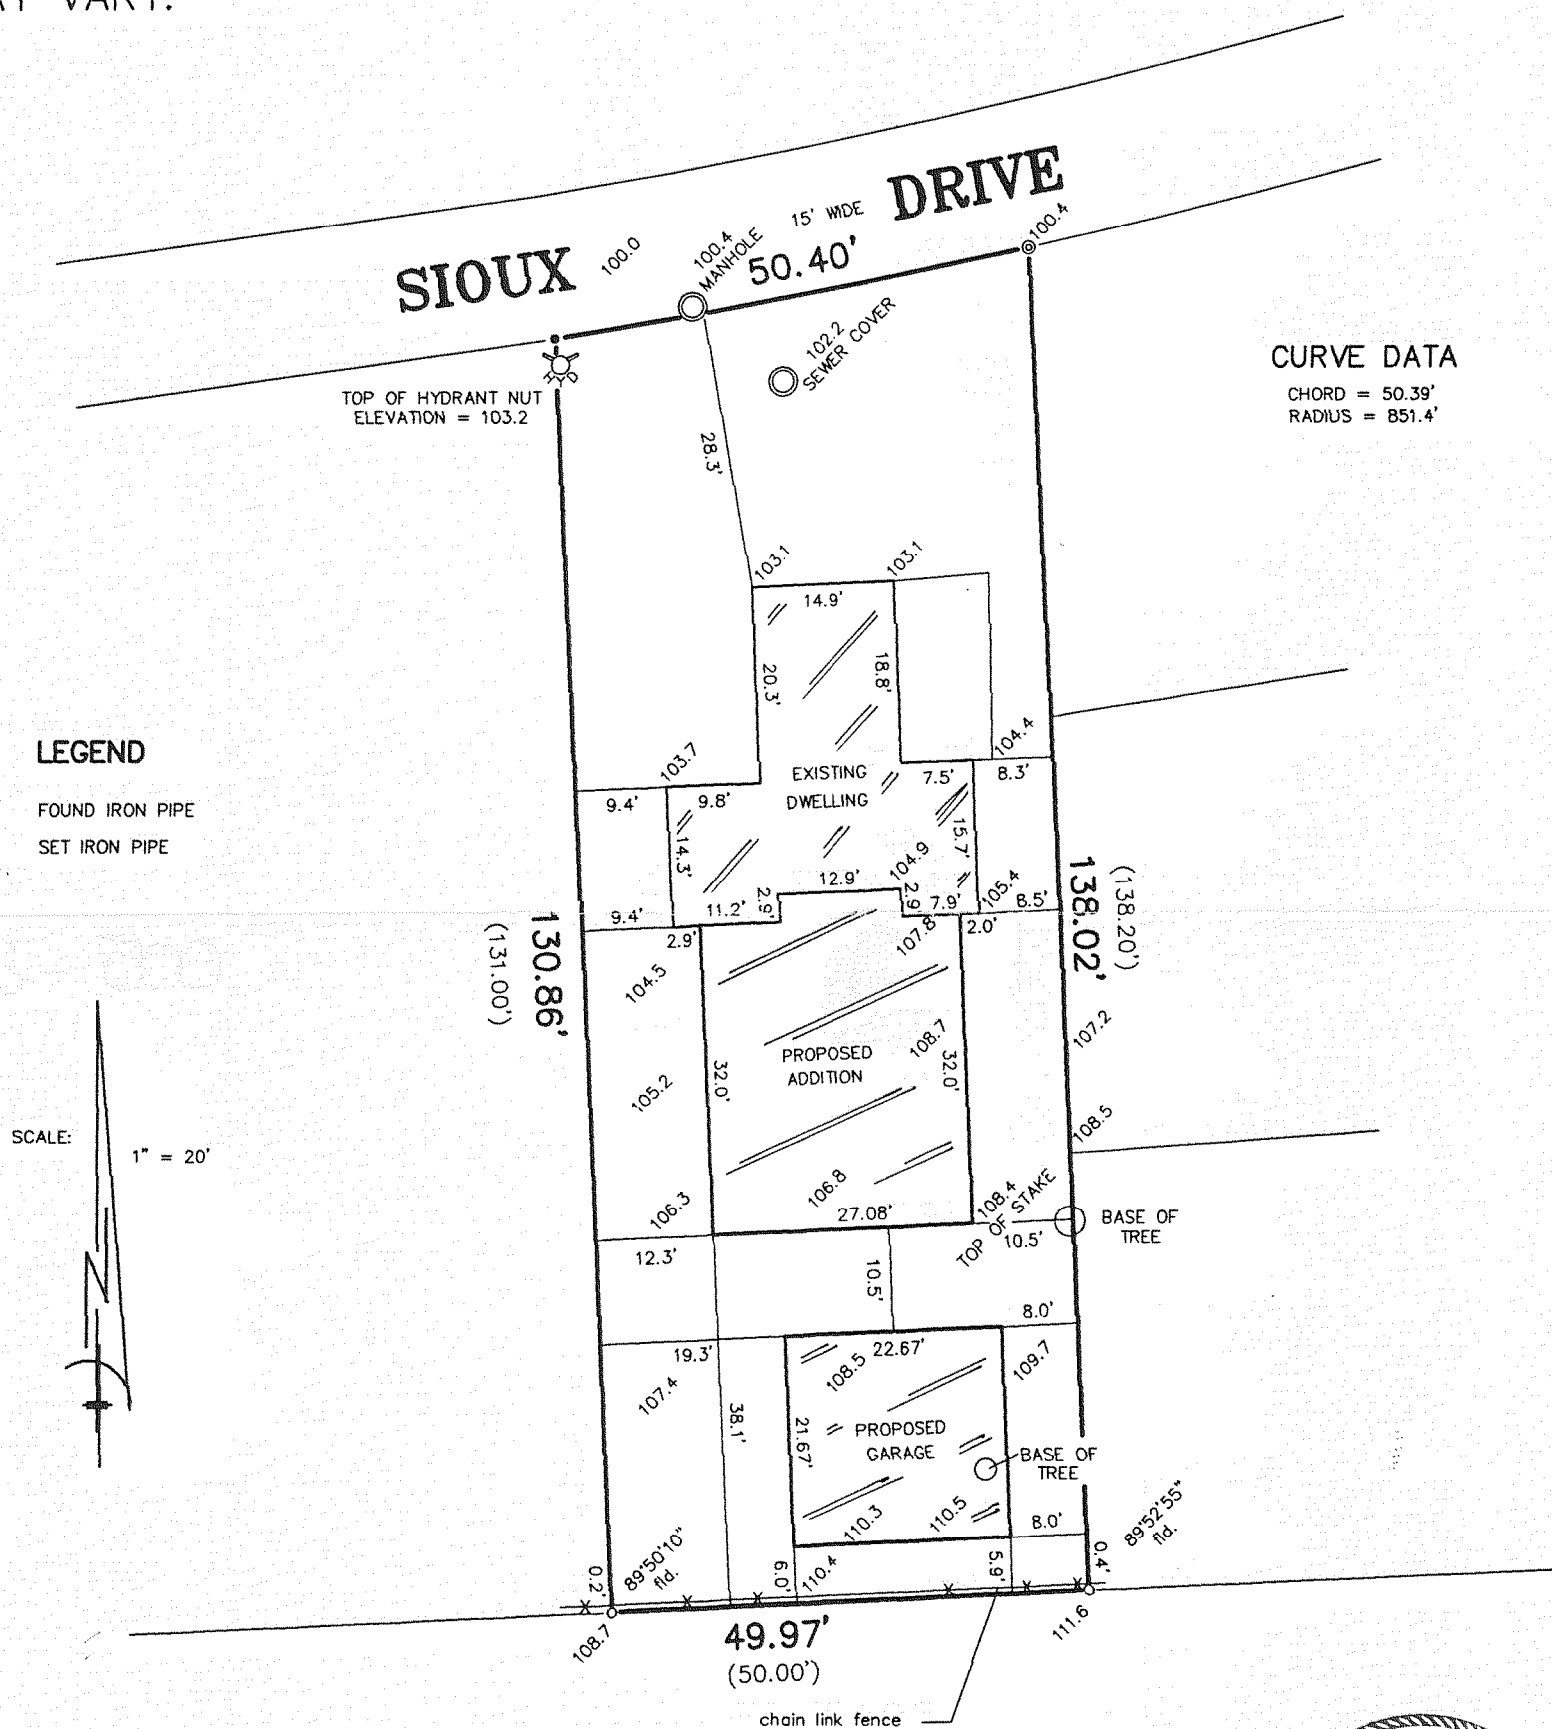 VARY.
SIOUX DRIVE
15' WIDE
100.0
100.4
MANHOLE
50.40'
100.4
102.2
SEWER COVER
HYD
TOP OF HYDRANT NUT
ELEVATION = 103.2
CURVE DATA
CHORD = 50.39'
RADIUS = 851.4'
28.3'
103.1
103.1
14.9'
20.3'
18.8'
LEGEND
FOUND IRON PIPE
SET IRON PIPE
103.7
104.4
EXISTING
DWELLING
9.4'
9.8'
7.5'
8.3'
14.3'
15.7'
12.9'
104.9
105.4
9.4'
11.2'
2.9'
2.9
7.9'
8.5'
2.9'
107.8
2.0'
130.86'
(131.00')
138.02'
(138.20')
104.5
105.2
106.3
32.0'
PROPOSED
ADDITION
108.7
32.0'
107.2
108.5
SCALE:
1" = 20'
N
106.8
27.08'
108.4
TOP OF STAKE
10.5'
BASE OF
TREE
12.3'
10.5'
8.0'
19.3'
22.67'
107.4
108.5
109.7
38.1'
21.67'
PROPOSED
GARAGE
BASE OF
TREE
110.3
110.5
8.0'
0.2'
89°50'10"
fld.
6.0'
110.4
5.9'
0.4'
89°52'55"
fld.
108.7
49.97'
(50.00')
111.6
chain link fence